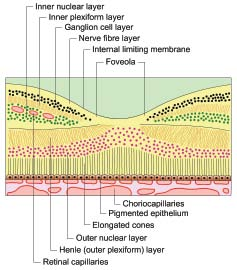 Inner nuclear layer
Inner plexiform layer
Ganglion cell layer
Nerve fibre layer
Internal limiting membrane
Foveola
Choriocapillaries
Pigmented epithelium
Elongated cones
Outer nuclear layer
Henle (outer plexiform) layer
Retinal capillaries